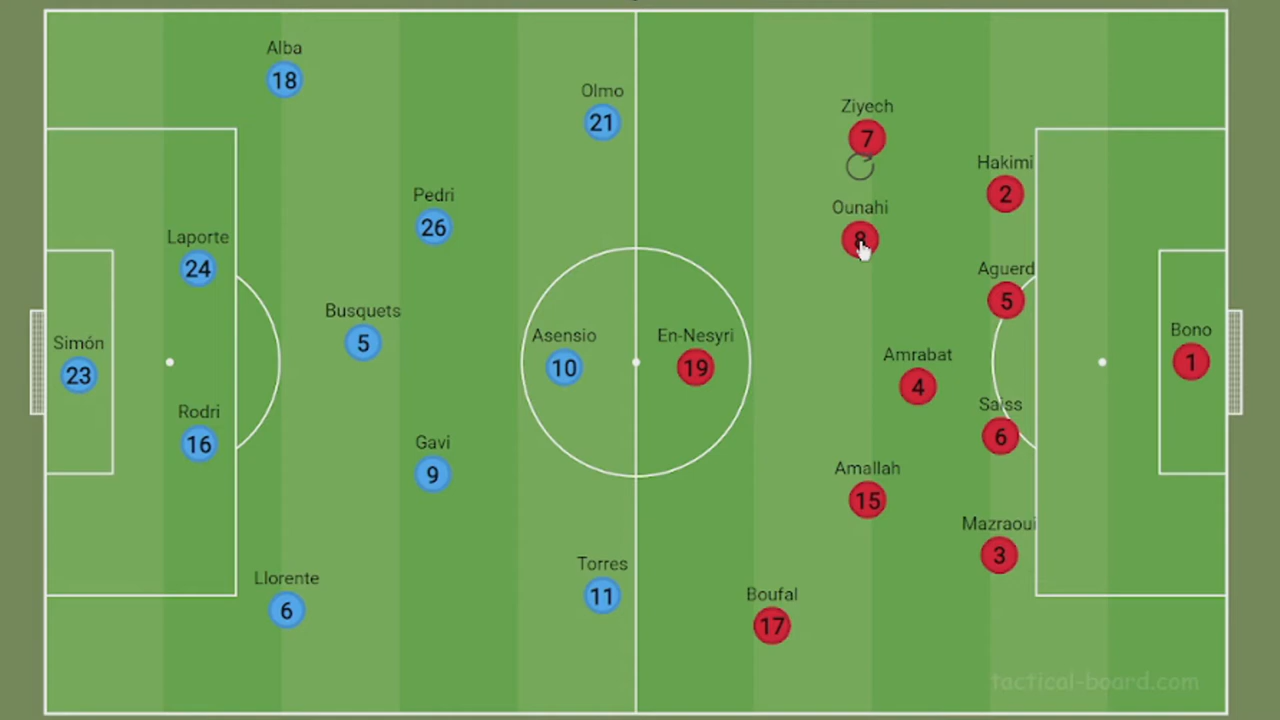 Alba
18
Olmo
21
Ziyech
7
Hakimi
2
Pedri
26
Ounahi
8
Laporte
24
Aguerd
5
Busquets
5
Simón
23
Asensio
10
En-Nesyri
19
Amrabat
4
Bono
1
Rodri
16
Saïss
6
Gavi
9
Amallah
15
Mazraoui
3
Llorente
6
Torres
11
Boufal
17
tactical-board.com